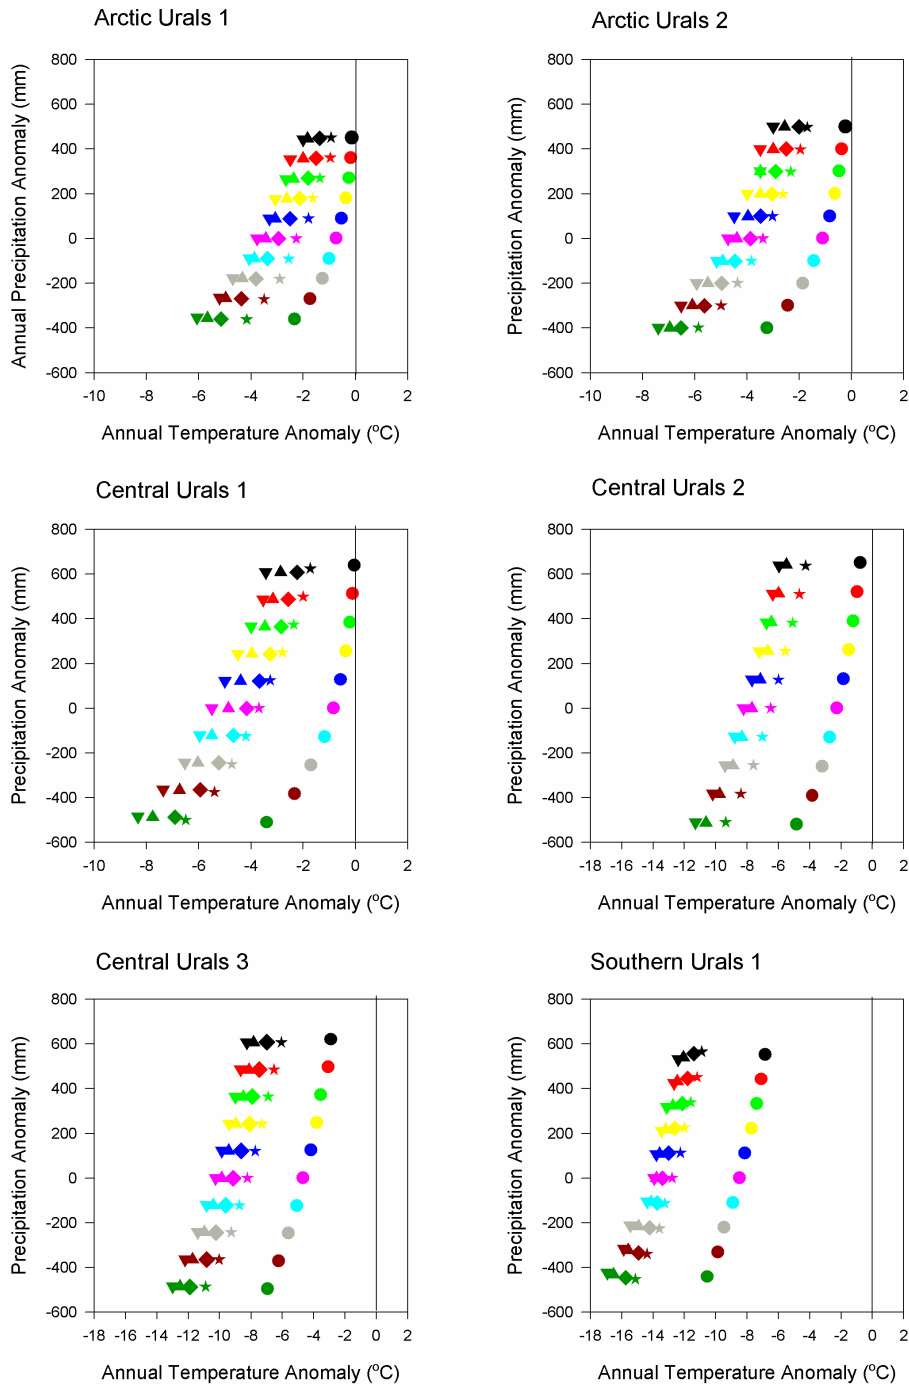 Arctic Urals 1
Arctic Urals 2
Annual Precipitation Anomaly (mm)
800
600
400
200
0
-200
-400
-600
-10 -8 -6 -4 -2 0 2
Annual Temperature Anomaly (°C)
Precipitation Anomaly (mm)
800
600
400
200
0
-200
-400
-600
-10 -8 -6 -4 -2 0 2
Annual Temperature Anomaly (°C)
Central Urals 1
Central Urals 2
Precipitation Anomaly (mm)
800
600
400
200
0
-200
-400
-600
-10 -8 -6 -4 -2 0 2
Annual Temperature Anomaly (°C)
Precipitation Anomaly (mm)
800
600
400
200
0
-200
-400
-600
-18 -16 -14 -12 -10 -8 -6 -4 -2 0 2
Annual Temperature Anomaly (°C)
Central Urals 3
Southern Urals 1
Precipitation Anomaly (mm)
800
600
400
200
0
-200
-400
-600
-18 -16 -14 -12 -10 -8 -6 -4 -2 0 2
Annual Temperature Anomaly (°C)
Precipitation Anomaly (mm)
800
600
400
200
0
-200
-400
-600
-18 -16 -14 -12 -10 -8 -6 -4 -2 0 2
Annual Temperature Anomaly (°C)